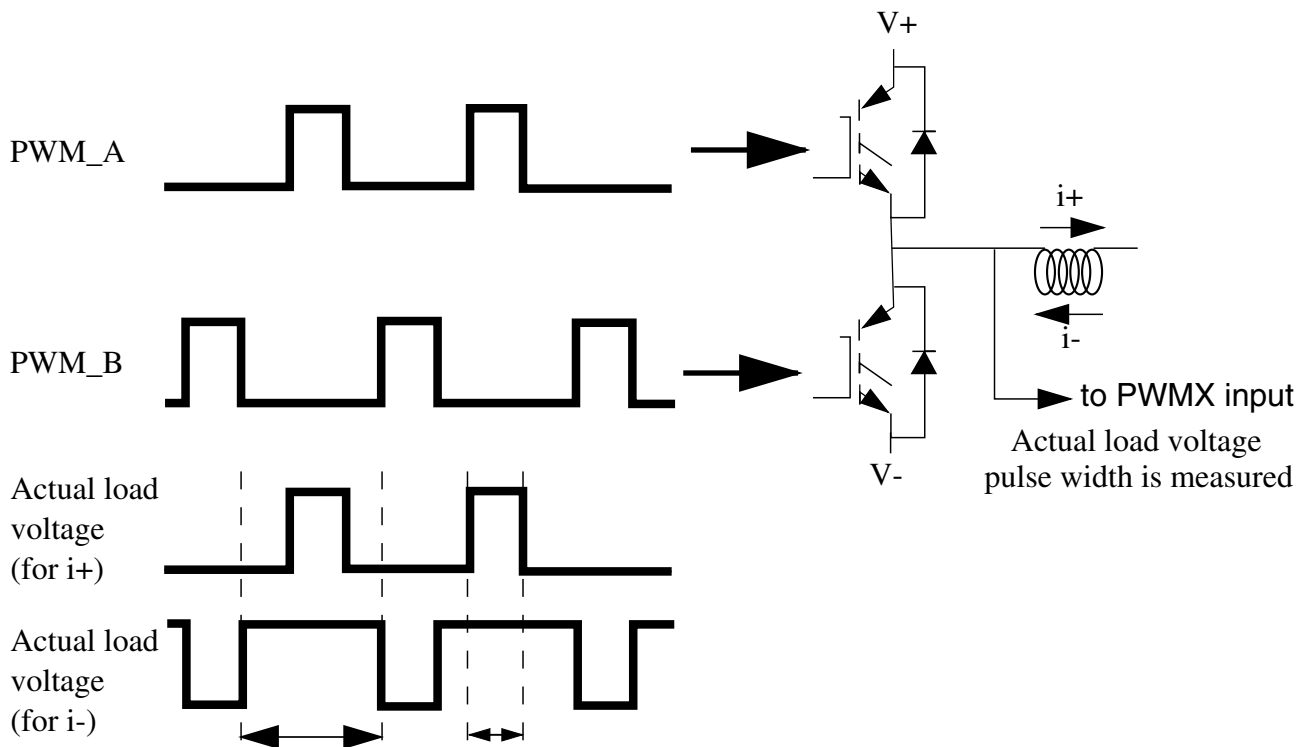 V+
PWM_A
i+
PWM_B
i-
to PWMX input
Actual load voltage
pulse width is measured
V-
Actual load
voltage
(for i+)
Actual load
voltage
(for i-)